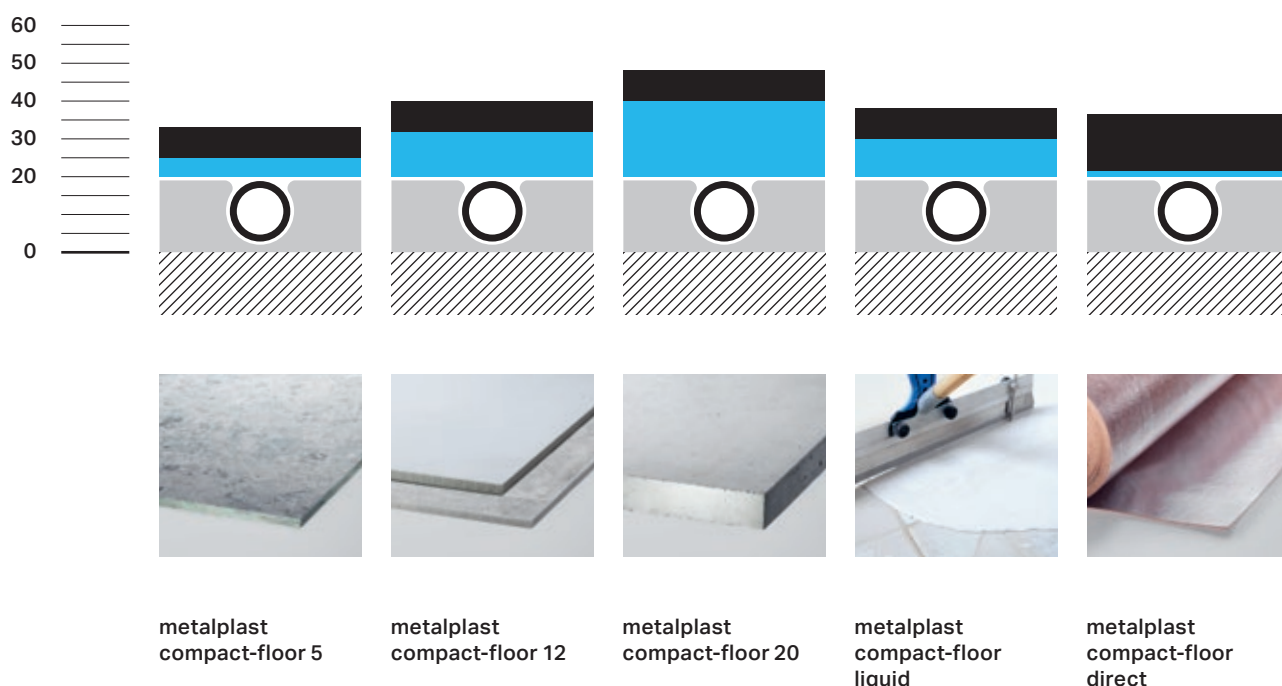 60
50
40
30
20
0
metalplast
compact-floor 5
metalplast
compact-floor 12
metalplast
compact-floor 20
metalplast
compact-floor
liquid
metalplast
compact-floor
direct